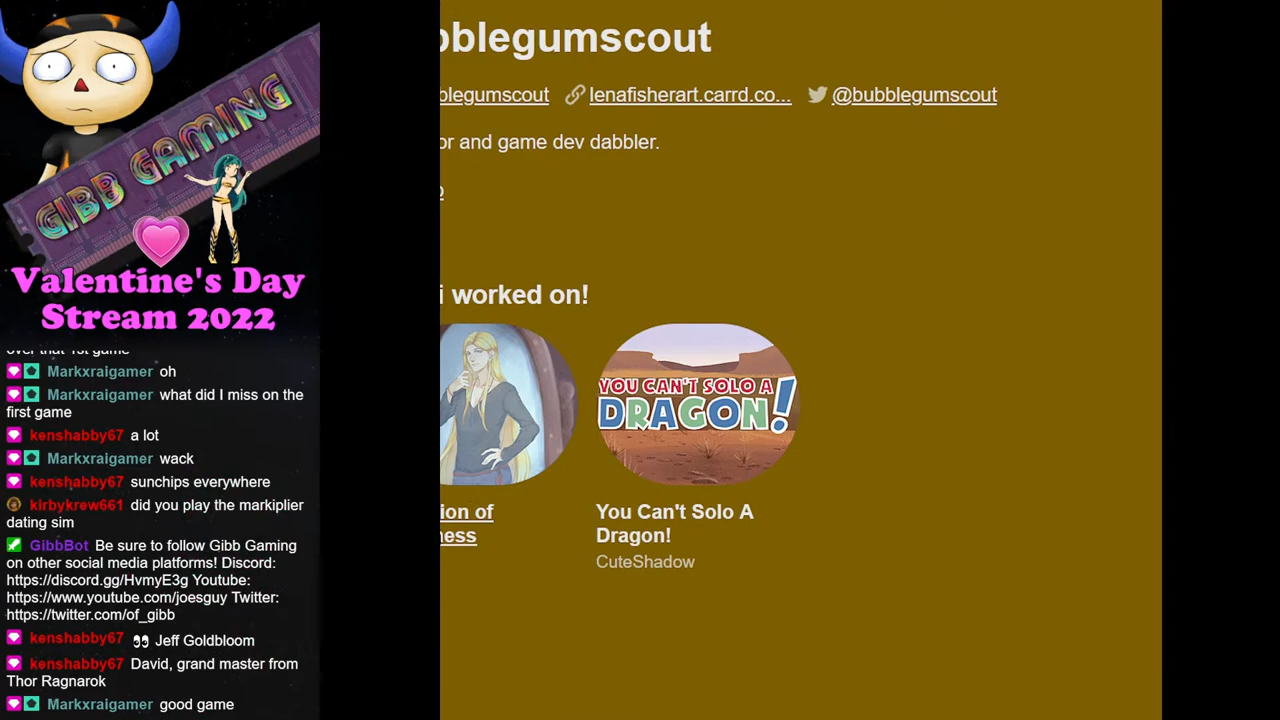 GIBB GAMING
Valentine's Day
Stream 2022
over that 1st game
Markxraigamer oh
Markxraigamer what did I miss on the
first game
kenshabby67 a lot
Markxraigamer wack
kenshabby67 sunchips everywhere
kirbykrew661 did you play the markiplier
dating sim
GibbBot Be sure to follow Gibb Gaming
on other social media platforms! Discord:
https://discord.gg/HvmyE3g Youtube:
https://www.youtube.com/joesguy Twitter:
https://twitter.com/of_gibb
kenshabby67 👀 Jeff Goldbloom
kenshabby67 David, grand master from
Thor Ragnarok
Markxraigamer good game
bblegumscout
blegumscout lenafisherart.carrd.co... @bubblegumscout
or and game dev dabbler.
i worked on!
YOU CAN'T SOLO A
DRAGON!
ion of
ness
You Can't Solo A
Dragon!
CuteShadow